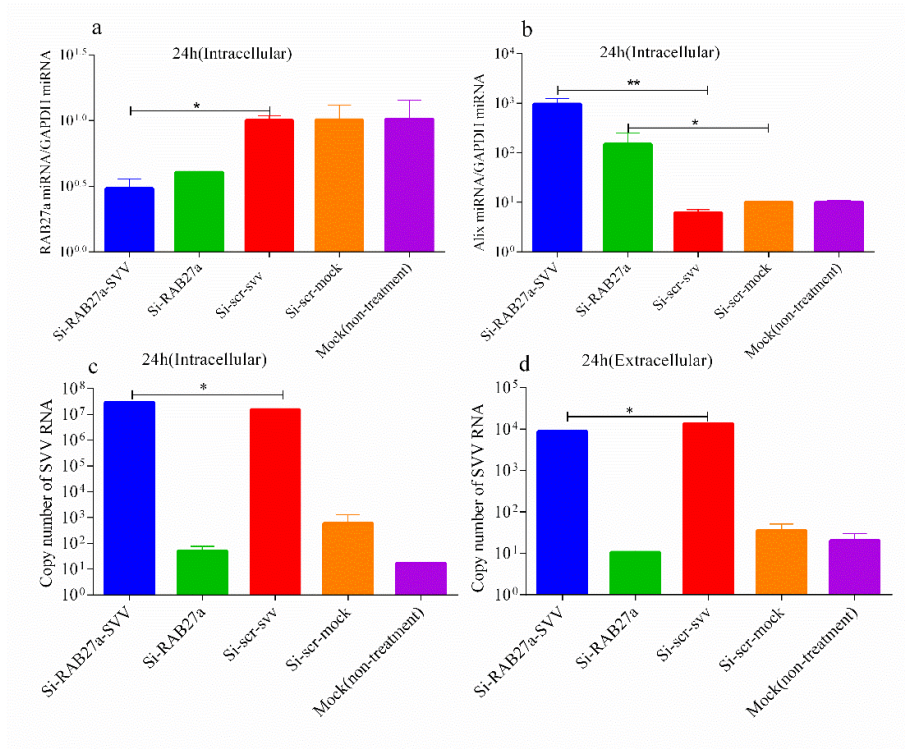 a
24h(Intracellular)
RAB27a miRNA/GAPDH miRNA
10^1.5
10^1.0
10^0.5
10^0.0
*
Si-RAB27a-SVV
Si-RAB27a
Si-scr-svv
Si-scr-mock
Mock(non-treatment)
b
24h(Intracellular)
Alix miRNA/GAPDH miRNA
10^4
10^3
10^2
10^1
10^0
**
*
Si-RAB27a-SVV
Si-RAB27a
Si-scr-svv
Si-scr-mock
Mock(non-treatment)
c
24h(Intracellular)
Copy number of SVV RNA
10^8
10^7
10^6
10^5
10^4
10^3
10^2
10^1
10^0
*
Si-RAB27a-SVV
Si-RAB27a
Si-scr-svv
Si-scr-mock
Mock(non-treatment)
d
24h(Extracellular)
Copy number of SVV RNA
10^5
10^4
10^3
10^2
10^1
10^0
*
Si-RAB27a-SVV
Si-RAB27a
Si-scr-svv
Si-scr-mock
Mock(non-treatment)